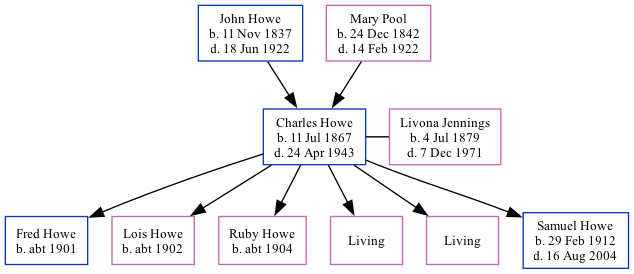 John Howe
b. 11 Nov 1837
d. 18 Jun 1922
Mary Pool
b. 24 Dec 1842
d. 14 Feb 1922
Charles Howe
b. 11 Jul 1867
d. 24 Apr 1943
Livona Jennings
b. 4 Jul 1879
d. 7 Dec 1971
Fred Howe
b. abt 1901
Lois Howe
b. abt 1902
Ruby Howe
b. abt 1904
Living
Living
Samuel Howe
b. 29 Feb 1912
d. 16 Aug 2004